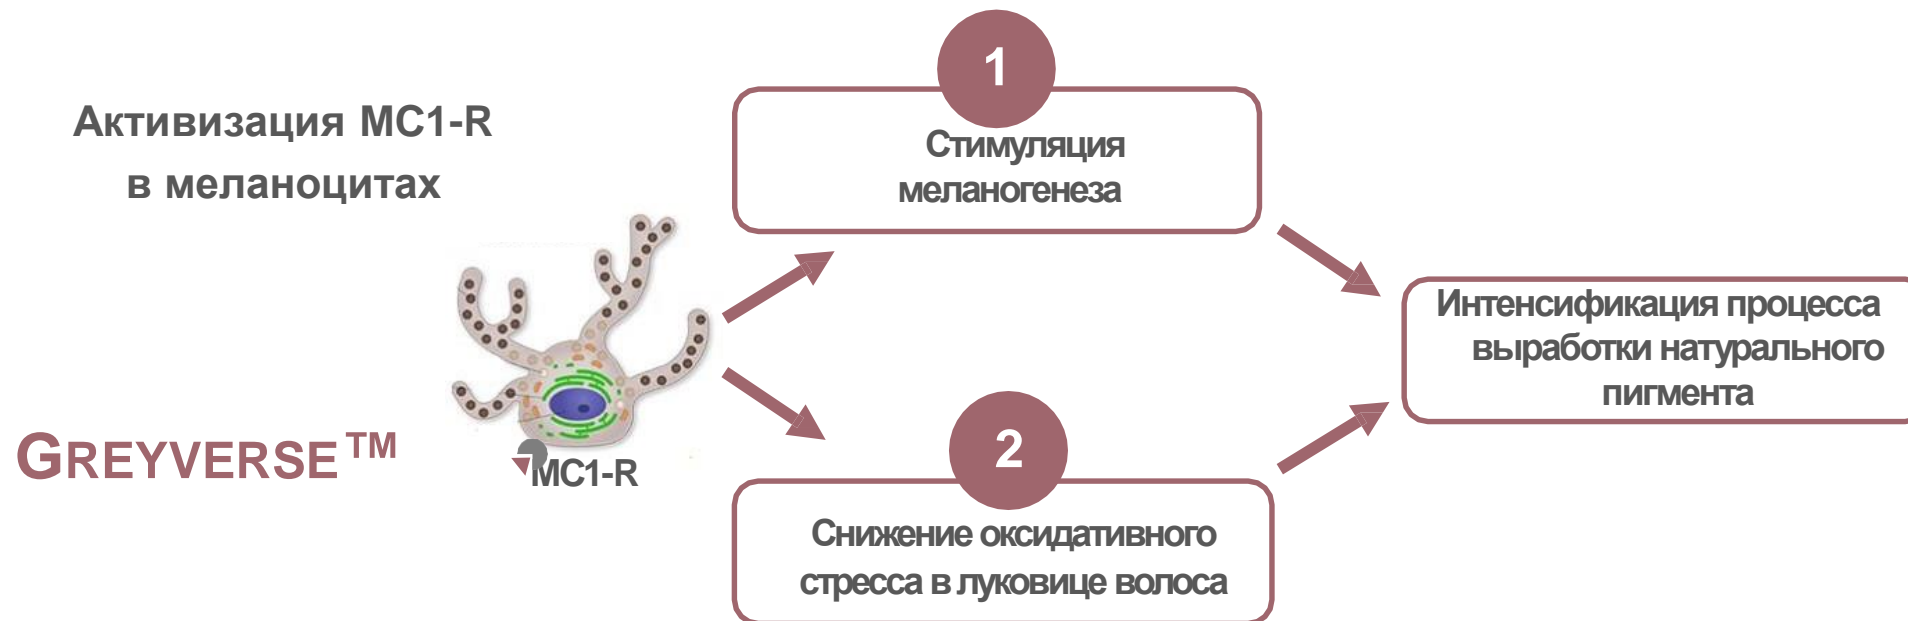 Активизация MC1-R
в меланоцитах
GREYVERSE™
MC1-R
1
Стимуляция
меланогенеза
2
Снижение оксидативного
стресса в луковице волоса
Интенсификация процесса
выработки натурального
пигмента